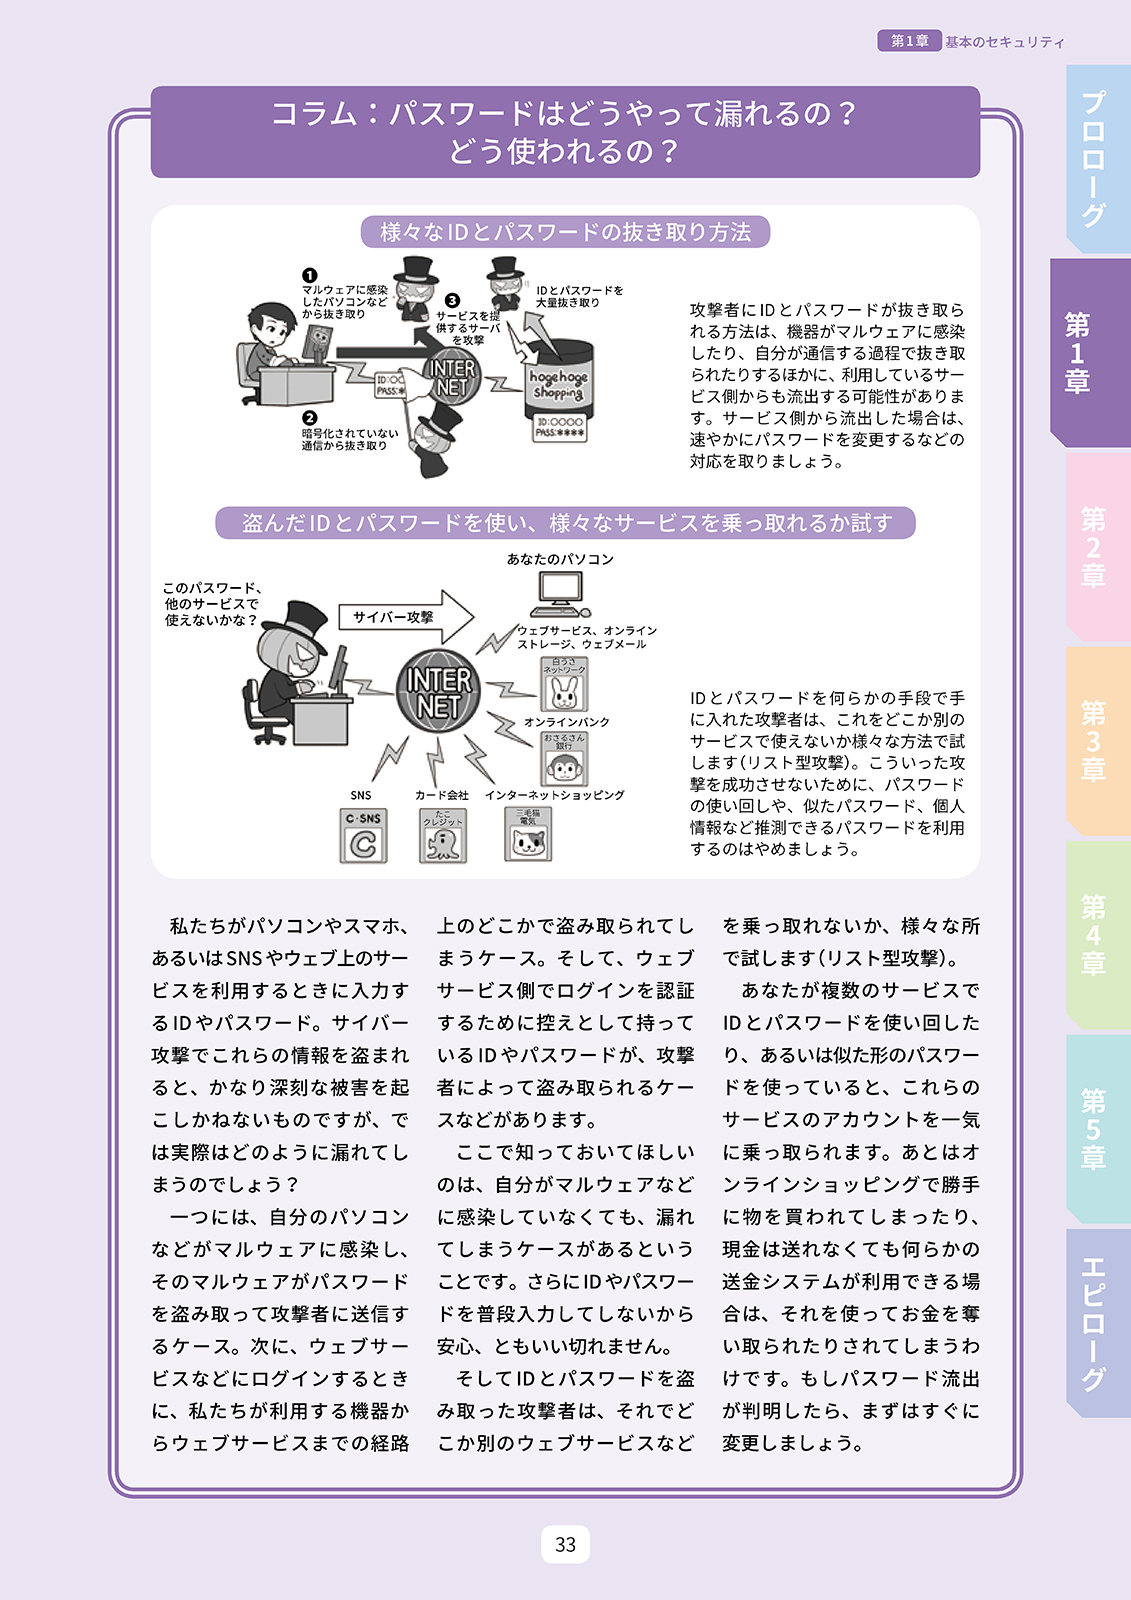 第1章 基本のセキュリティ
コラム：パスワードはどうやって漏れるの？
どう使われるの？
様々なIDとパスワードの抜き取り方法
❶
マルウェアに感染
したパソコンなど
から抜き取り
❸
サービスを提
供するサーバ
を攻撃
IDとパスワードを
大量抜き取り
INTER
NET
ID:○○
PASS:*
hogehoge
shopping
ID:○○○○
PASS:****
❷
暗号化されていない
通信から抜き取り
攻撃者にIDとパスワードが抜き取ら
れる方法は、機器がマルウェアに感染
したり、自分が通信する過程で抜き取
られたりするほかに、利用しているサー
ビス側からも流出する可能性がありま
す。サービス側から流出した場合は、
速やかにパスワードを変更するなどの
対応を取りましょう。
盗んだIDとパスワードを使い、様々なサービスを乗っ取れるか試す
このパスワード、
他のサービスで
使えないかな？
サイバー攻撃
あなたのパソコン
ウェブサービス、オンライン
ストレージ、ウェブメール
白うさ
ネットワーク
INTER
NET
オンラインバンク
おさるさん
銀行
SNS
カード会社
インターネットショッピング
C・SNS
C
たこ
クレジット
三毛猫
電気
IDとパスワードを何らかの手段で手
に入れた攻撃者は、これをどこか別の
サービスで使えないか様々な方法で試
します（リスト型攻撃）。こういった攻
撃を成功させないために、パスワード
の使い回しや、似たパスワード、個人
情報など推測できるパスワードを利用
するのはやめましょう。
私たちがパソコンやスマホ、
あるいはSNSやウェブ上のサー
ビスを利用するときに入力す
るIDやパスワード。サイバー
攻撃でこれらの情報を盗まれ
ると、かなり深刻な被害を起
こしかねないものですが、で
は実際はどのように漏れてし
まうのでしょう？
一つには、自分のパソコン
などがマルウェアに感染し、
そのマルウェアがパスワード
を盗み取って攻撃者に送信す
るケース。次に、ウェブサー
ビスなどにログインするとき
に、私たちが利用する機器か
らウェブサービスまでの経路
上のどこかで盗み取られてし
まうケース。そして、ウェブ
サービス側でログインを認証
するために控えとして持って
いるIDやパスワードが、攻撃
者によって盗み取られるケー
スなどがあります。
ここで知っておいてほしい
のは、自分がマルウェアなど
に感染していなくても、漏れ
てしまうケースがあるという
ことです。さらにIDやパスワー
ドを普段入力してしないから
安心、ともいい切れません。
そしてIDとパスワードを盗
み取った攻撃者は、それでど
こか別のウェブサービスなど
を乗っ取れないか、様々な所
で試します（リスト型攻撃）。
あなたが複数のサービスで
IDとパスワードを使い回した
り、あるいは似た形のパスワー
ドを使っていると、これらの
サービスのアカウントを一気
に乗っ取られます。あとはオ
ンラインショッピングで勝手
に物を買われてしまったり、
現金は送れなくても何らかの
送金システムが利用できる場
合は、それを使ってお金を奪
い取られたりされてしまうわ
けです。もしパスワード流出
が判明したら、まずはすぐに
変更しましょう。
プロローグ
第1章
第2章
第3章
第4章
第5章
エピローグ
33